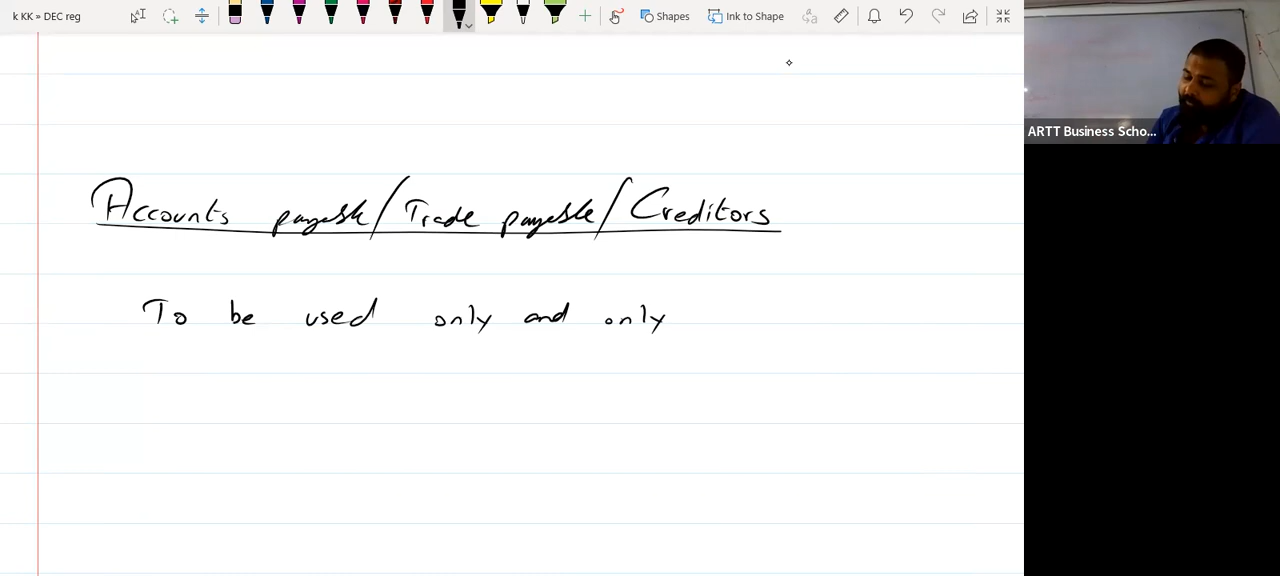 k KK » DEC reg
Shapes
Ink to Shape
ARTT Business Scho...
Accounts payable/Trade payable/Creditors
To be used only and only